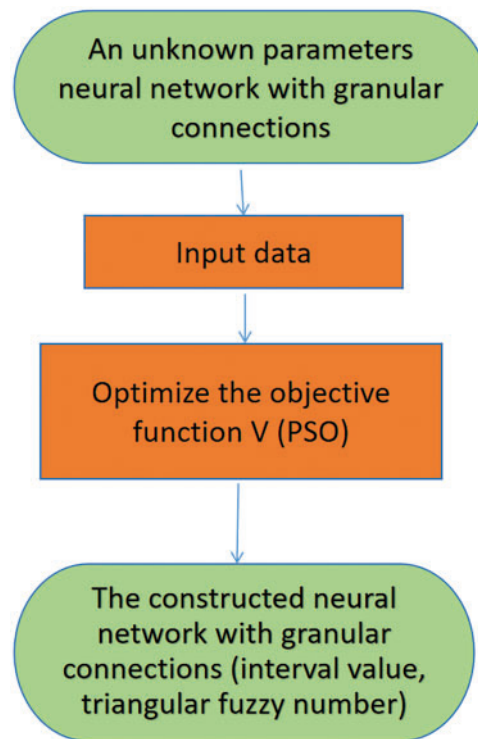 An unknown parameters
neural network with granular
connections
Input data
Optimize the objective
function V (PSO)
The constructed neural
network with granular
connections (interval value,
triangular fuzzy number)